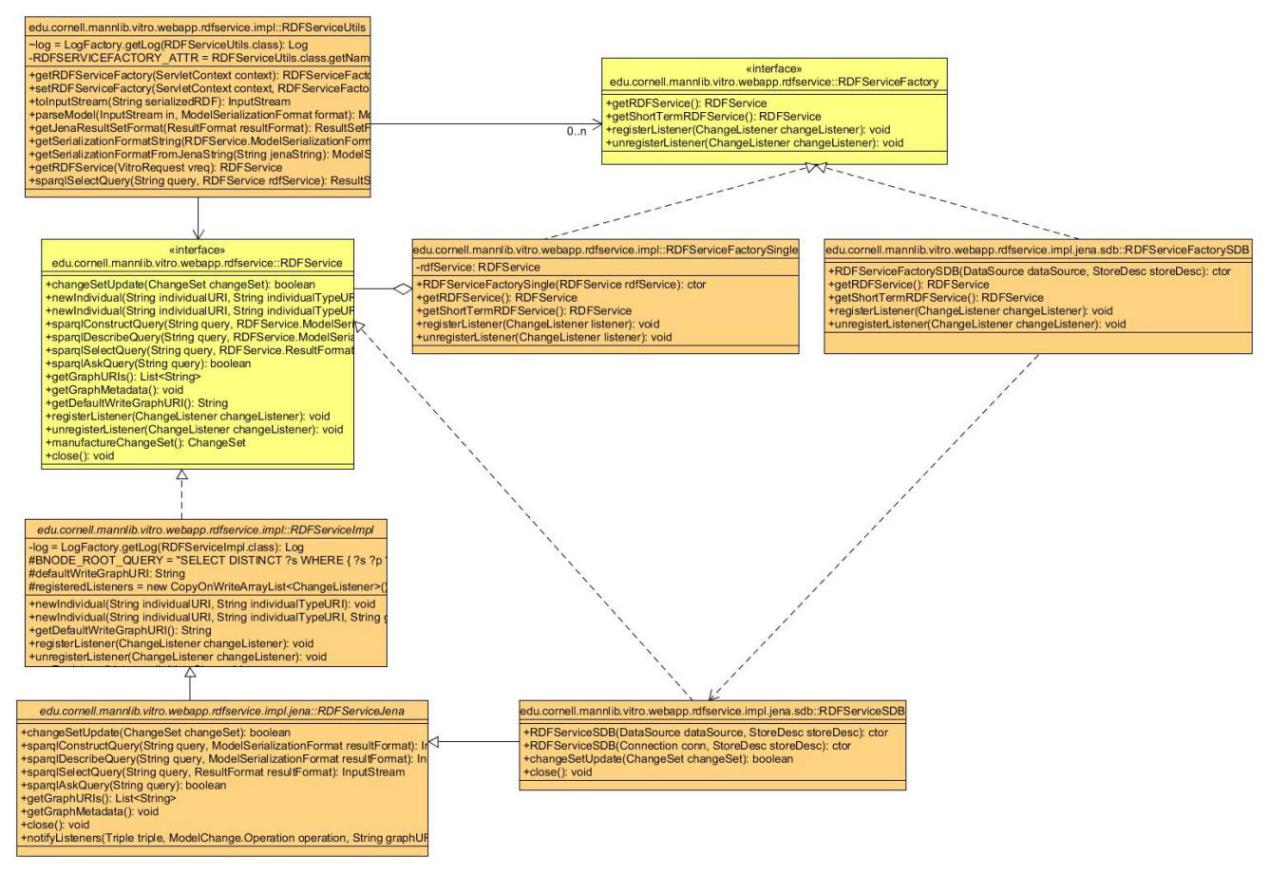 edu.cornell.mannlib.vitro.webapp.rdfservice.impl::RDFServiceUtils
~log = LogFactory.getLog(RDFServiceUtils.class): Log
-RDFSERVICEFACTORY_ATTR = RDFServiceUtils.class.getNam
+getRDFServiceFactory(ServletContext context): RDFServiceFact
+setRDFServiceFactory(ServletContext context, RDFServiceFacto
+toInputStream(String serializedRDF): InputStream
+parseModel(InputStream in, ModelSerializationFormat format): Mo
+getJenaResultSetFormat(ResultFormat resultFormat): ResultSetF
+getSerializationFormatString(RDFService.ModelSerializationForm
+getSerializationFormatFromJenaString(String jenaString): ModelS
+getRDFService(VitroRequest vreq): RDFService
+sparqlSelectQuery(String query, RDFService rdfService): ResultS
0..n
«interface»
edu.cornell.mannlib.vitro.webapp.rdfservice::RDFServiceFactory
+getRDFService(): RDFService
+getShortTermRDFService(): RDFService
+registerListener(ChangeListener changeListener): void
+unregisterListener(ChangeListener changeListener): void
«interface»
edu.cornell.mannlib.vitro.webapp.rdfservice::RDFService
+changeSetUpdate(ChangeSet changeSet): boolean
+newIndividual(String individualURI, String individualTypeUR
+newIndividual(String individualURI, String individualTypeUR
+sparqlConstructQuery(String query, RDFService.ModelSeria
+sparqlDescribeQuery(String query, RDFService.ModelSeria
+sparqlSelectQuery(String query, RDFService.ResultFormat
+sparqlAskQuery(String query): boolean
+getGraphURIs(): List<String>
+getGraphMetadata(): void
+getDefaultWriteGraphURI(): String
+registerListener(ChangeListener changeListener): void
+unregisterListener(ChangeListener changeListener): void
+manufactureChangeSet(): ChangeSet
+close(): void
edu.cornell.mannlib.vitro.webapp.rdfservice.impl::RDFServiceFactorySingle
-rdfService: RDFService
+RDFServiceFactorySingle(RDFService rdfService): ctor
+getRDFService(): RDFService
+getShortTermRDFService(): RDFService
+registerListener(ChangeListener listener): void
+unregisterListener(ChangeListener listener): void
edu.cornell.mannlib.vitro.webapp.rdfservice.impl.jena.sdb::RDFServiceFactorySDB
+RDFServiceFactorySDB(DataSource dataSource, StoreDesc storeDesc): ctor
+getRDFService(): RDFService
+getShortTermRDFService(): RDFService
+registerListener(ChangeListener changeListener): void
+unregisterListener(ChangeListener changeListener): void
edu.cornell.mannlib.vitro.webapp.rdfservice.impl::RDFServiceImpl
-log = LogFactory.getLog(RDFServiceImpl.class): Log
#BNODE_ROOT_QUERY = "SELECT DISTINCT ?s WHERE { ?s ?p
#defaultWriteGraphURI: String
#registeredListeners = new CopyOnWriteArrayList<ChangeListener>()
+newIndividual(String individualURI, String individualTypeURI): void
+newIndividual(String individualURI, String individualTypeURI, String g
+getDefaultWriteGraphURI(): String
+registerListener(ChangeListener changeListener): void
+unregisterListener(ChangeListener changeListener): void
edu.cornell.mannlib.vitro.webapp.rdfservice.impl.jena::RDFServiceJena
+changeSetUpdate(ChangeSet changeSet): boolean
+sparqlConstructQuery(String query, ModelSerializationFormat resultFormat): In
+sparqlDescribeQuery(String query, ModelSerializationFormat resultFormat): In
+sparqlSelectQuery(String query, ResultFormat resultFormat): InputStream
+sparqlAskQuery(String query): boolean
+getGraphURIs(): List<String>
+getGraphMetadata(): void
+close(): void
+notifyListeners(Triple triple, ModelChange.Operation operation, String graphUR
edu.cornell.mannlib.vitro.webapp.rdfservice.impl.jena.sdb::RDFServiceSDB
+RDFServiceSDB(DataSource dataSource, StoreDesc storeDesc): ctor
+RDFServiceSDB(Connection conn, StoreDesc storeDesc): ctor
+changeSetUpdate(ChangeSet changeSet): boolean
+close(): void